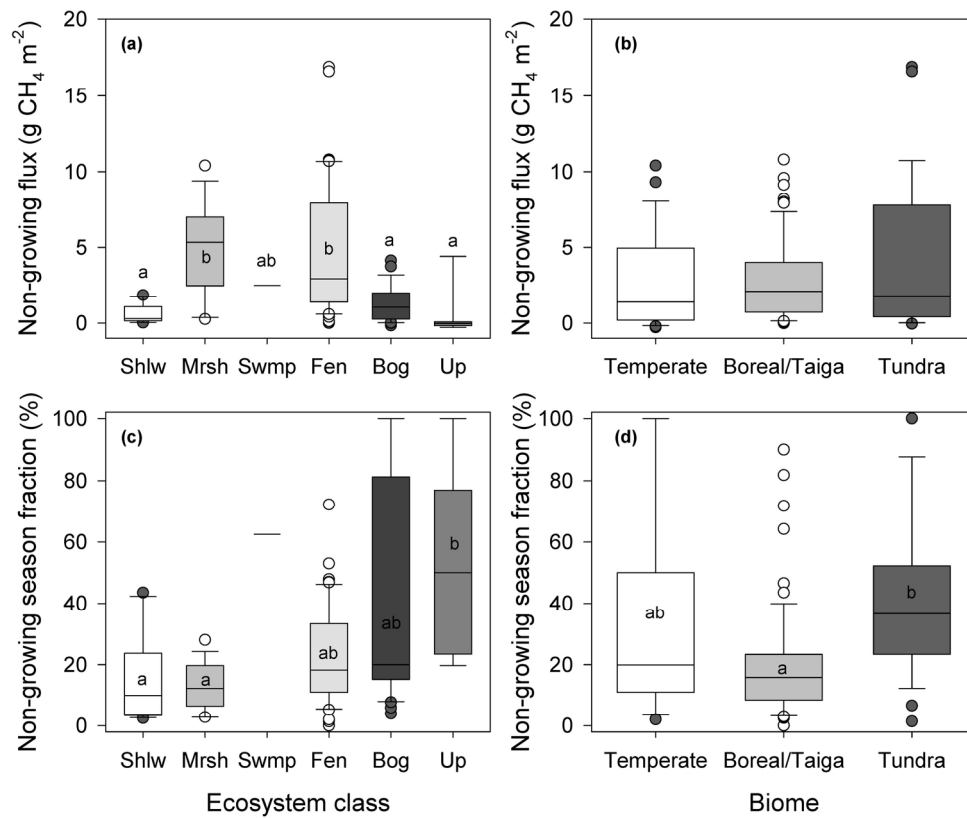 Non-growing flux (g CH4 m-2)
20
15
10
5
0
(a)
a
b
ab
b
a
a
Shlw Mrsh Swmp Fen Bog Up
Non-growing flux (g CH4 m-2)
20
15
10
5
0
(b)
Temperate Boreal/Taiga Tundra
Non-growing season fraction (%)
100
80
60
40
20
0
(c)
a
a
ab
ab
b
Shlw Mrsh Swmp Fen Bog Up
Ecosystem class
Non-growing season fraction (%)
100
80
60
40
20
0
(d)
ab
a
b
Temperate Boreal/Taiga Tundra
Biome